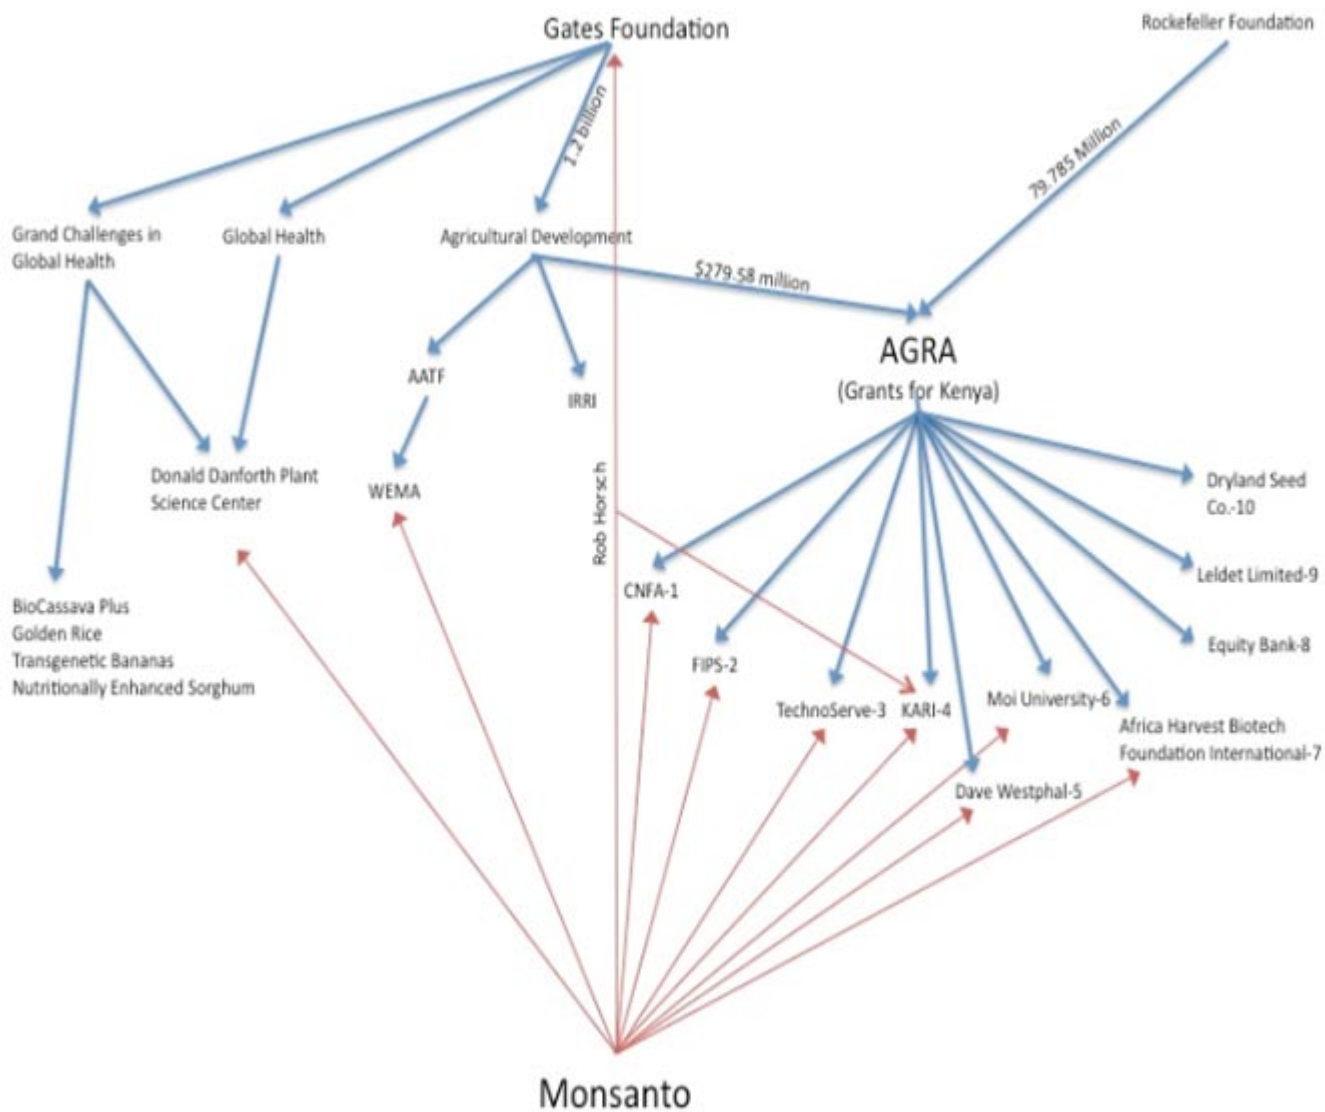 Gates Foundation
Rockefeller Foundation
1.2 billion
79.785 Million
Grand Challenges in
Global Health
Global Health
Agricultural Development
$279.58 million
AGRA
(Grants for Kenya)
AATF
IRRI
Donald Danforth Plant
Science Center
WEMA
Rob Horsch
Dryland Seed
Co.-10
Leldet Limited-9
CNFA-1
BioCassava Plus
Golden Rice
Transgenetic Bananas
Nutritionally Enhanced Sorghum
Equity Bank-8
FIPS-2
TechnoServe-3
KARI-4
Moi University-6
Africa Harvest Biotech
Foundation International-7
Dave Westphal-5
Monsanto